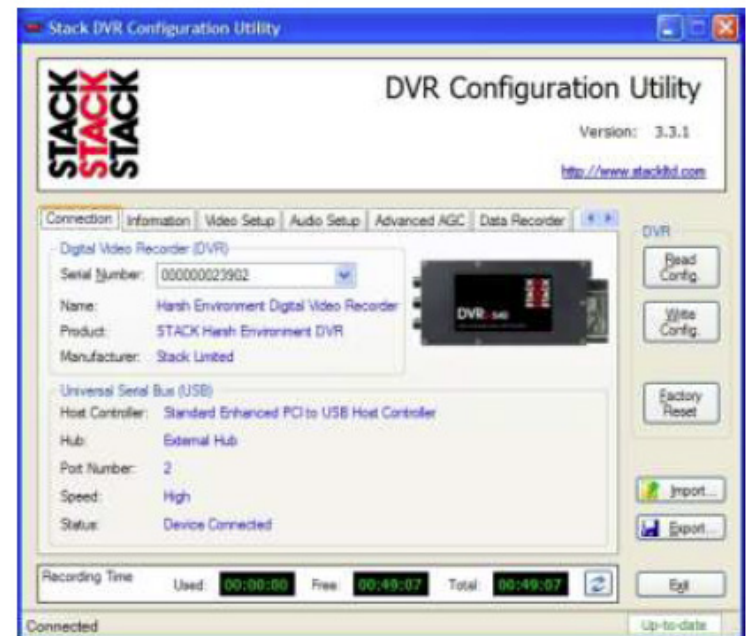 Stack DVR Configuration Utility
STACK
STACK
STACK
DVR Configuration Utility
Version: 3.3.1
http://www.stackltd.com
Connection Information Video Setup Audio Setup Advanced AGC Data Recorder
DVR
Digital Video Recorder (DVR)
Serial Number: 000000023902
Name: Harsh Environment Digital Video Recorder
Product: STACK Harsh Environment DVR
Manufacturer: Stack Limited
STACK
DVR
Read Config.
Write Config.
Factory Reset
Universal Serial Bus (USB)
Host Controller: Standard Enhanced PCI to USB Host Controller
Hub: External Hub
Port Number: 2
Speed: High
Status: Device Connected
Import...
Export...
Recording Time Used: 00:00:00 Free: 00:49:07 Total: 00:49:07
Exit
Connected
Up-to-date